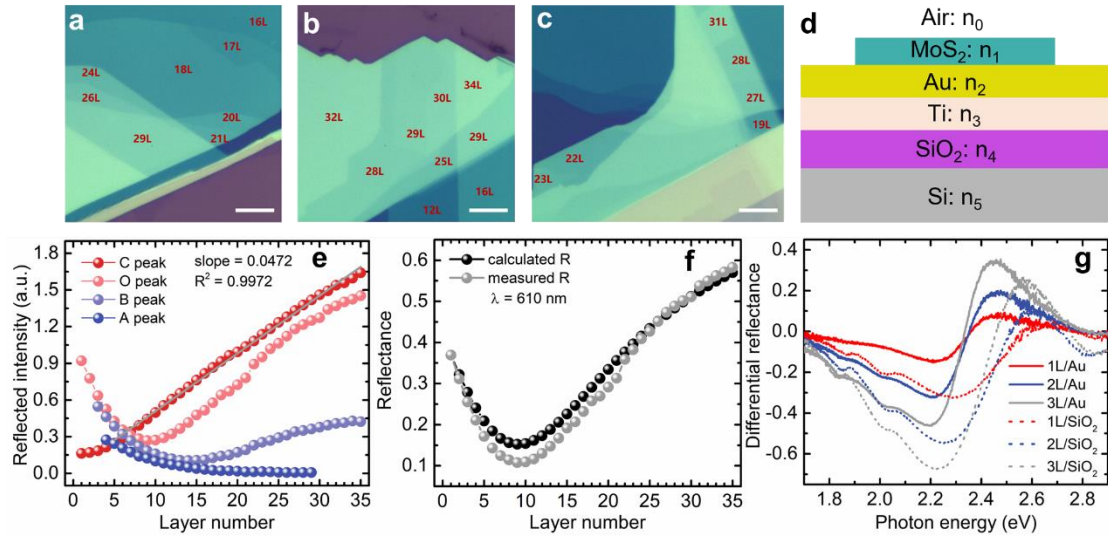 a
16L
17L
18L
24L
26L
20L
29L
21L
b
34L
30L
32L
29L
29L
25L
28L
16L
12L
c
31L
28L
27L
19L
22L
23L
d
Air: n0
MoS2: n1
Au: n2
Ti: n3
SiO2: n4
Si: n5
e
C peak
O peak
B peak
A peak
slope = 0.0472
R2 = 0.9972
Reflected intensity (a.u.)
1.8
1.5
1.2
0.9
0.6
0.3
0.0
0 5 10 15 20 25 30 35
Layer number
f
calculated R
measured R
λ = 610 nm
Reflectance
0.6
0.5
0.4
0.3
0.2
0.1
0 5 10 15 20 25 30 35
Layer number
g
Differential reflectance
0.4
0.2
0.0
-0.2
-0.4
-0.6
1L/Au
2L/Au
3L/Au
1L/SiO2
2L/SiO2
3L/SiO2
1.8 2.0 2.2 2.4 2.6 2.8
Photon energy (eV)